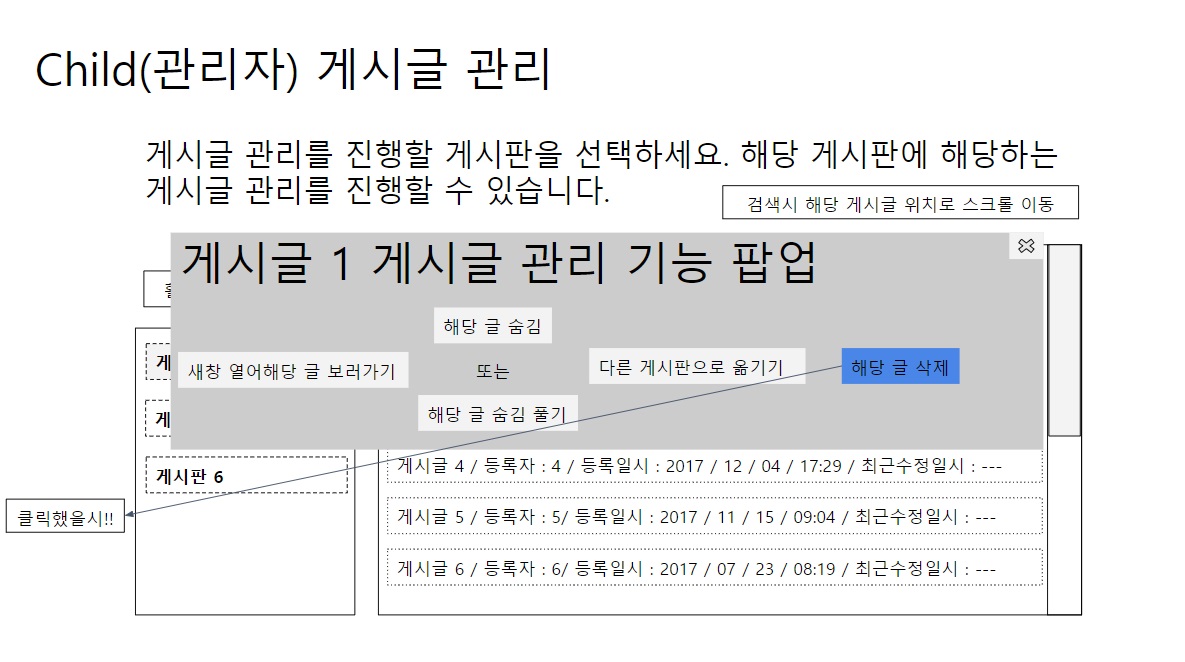 Child(관리자) 게시글 관리
게시글 관리를 진행할 게시판을 선택하세요. 해당 게시판에 해당하는
게시글 관리를 진행할 수 있습니다.
검색시 해당 게시글 위치로 스크롤 이동
게시글 1 게시글 관리 기능 팝업
해당 글 숨김
새창 열어해당 글 보러가기
또는
다른 게시판으로 옮기기
해당 글 삭제
해당 글 숨김 풀기
게시판 6
클릭했을시!!
게시글 4 / 등록자 : 4 / 등록일시 : 2017 / 12 / 04 / 17:29 / 최근수정일시 : ---
게시글 5 / 등록자 : 5/ 등록일시 : 2017 / 11 / 15 / 09:04 / 최근수정일시 : ---
게시글 6 / 등록자 : 6/ 등록일시 : 2017 / 07 / 23 / 08:19 / 최근수정일시 : ---